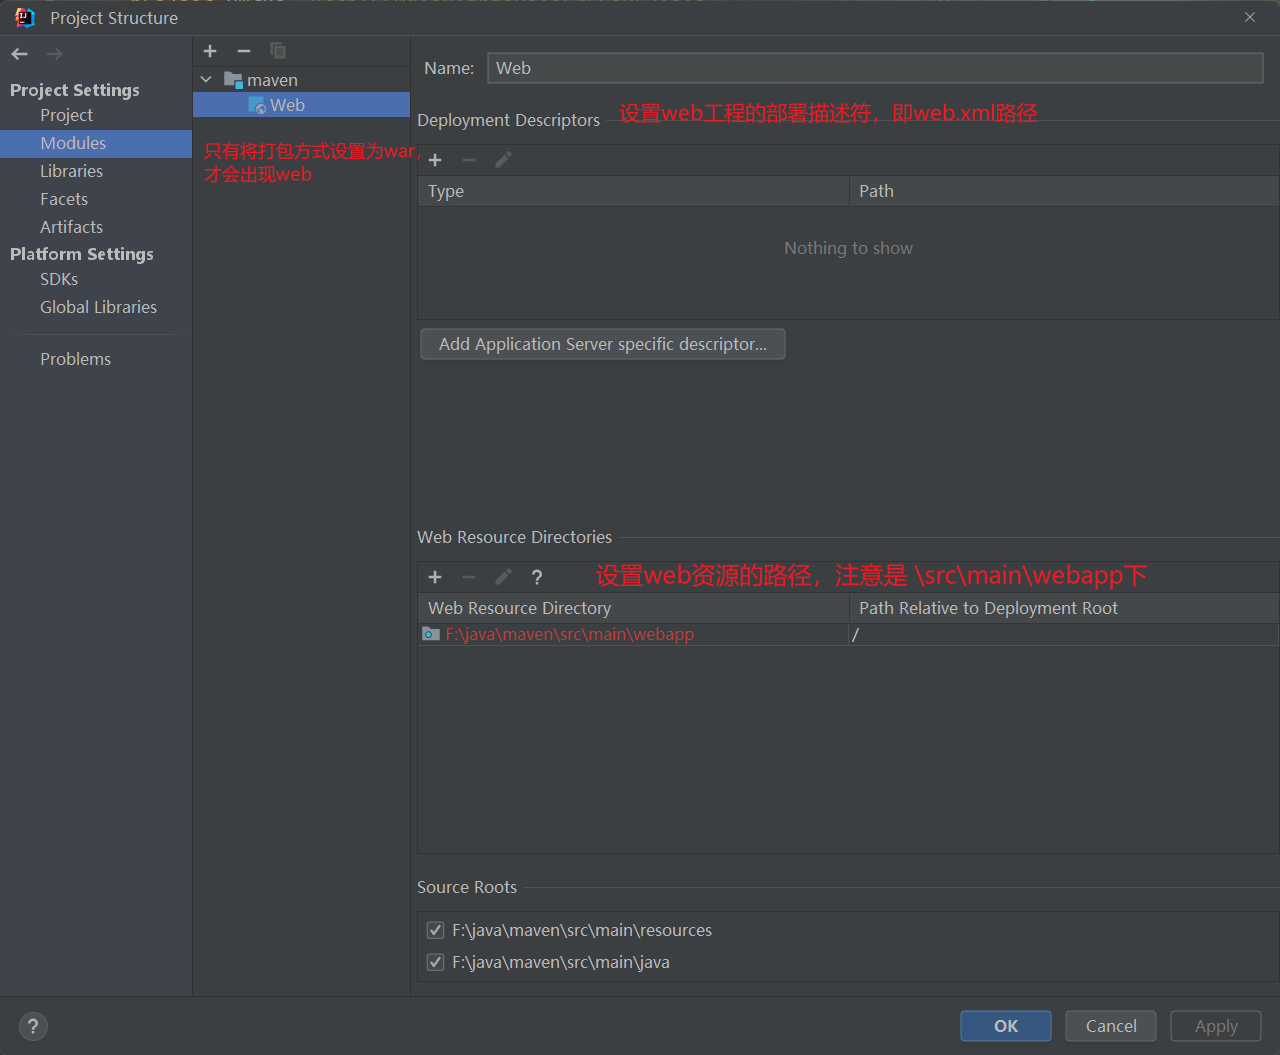 Project Structure
Project Settings
Project
Modules
Libraries
Facets
Artifacts
Platform Settings
SDKs
Global Libraries
Problems
maven
Web
只有将打包方式设置为war，
才会出现web
Name: Web
Deployment Descriptors 设置web工程的部署描述符，即web.xml路径
Type Path
Nothing to show
Add Application Server specific descriptor...
Web Resource Directories
? 设置web资源的路径，注意是 \src\main\webapp下
Web Resource Directory Path Relative to Deployment Root
F:\java\maven\src\main\webapp /
Source Roots
F:\java\maven\src\main\resources
F:\java\maven\src\main\java
? OK Cancel Apply